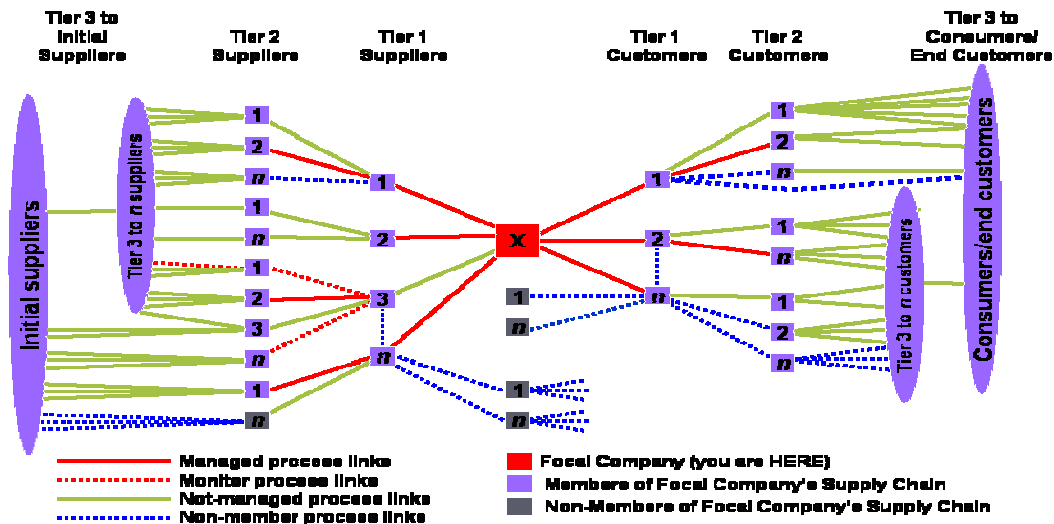 Tier 3 to
Initial
Suppliers
Tier 2
Suppliers
Tier 1
Suppliers
Tier 1
Customers
Tier 2
Customers
Tier 3 to
Consumers/
End Customers
Initial suppliers
Tier 3 to n suppliers
1
2
n
1
n
1
2
3
n
1
n
1
2
3
n
X
1
n
1
n
1
2
n
1
2
n
1
n
1
2
n
Tier 3 to n customers
Consumers/end customers
Managed process links
Moniter process links
Not-managed process links
Non-member process links
Focal Company (you are HERE)
Members of Focal Company's Supply Chain
Non-Members of Focal Company's Supply Chain